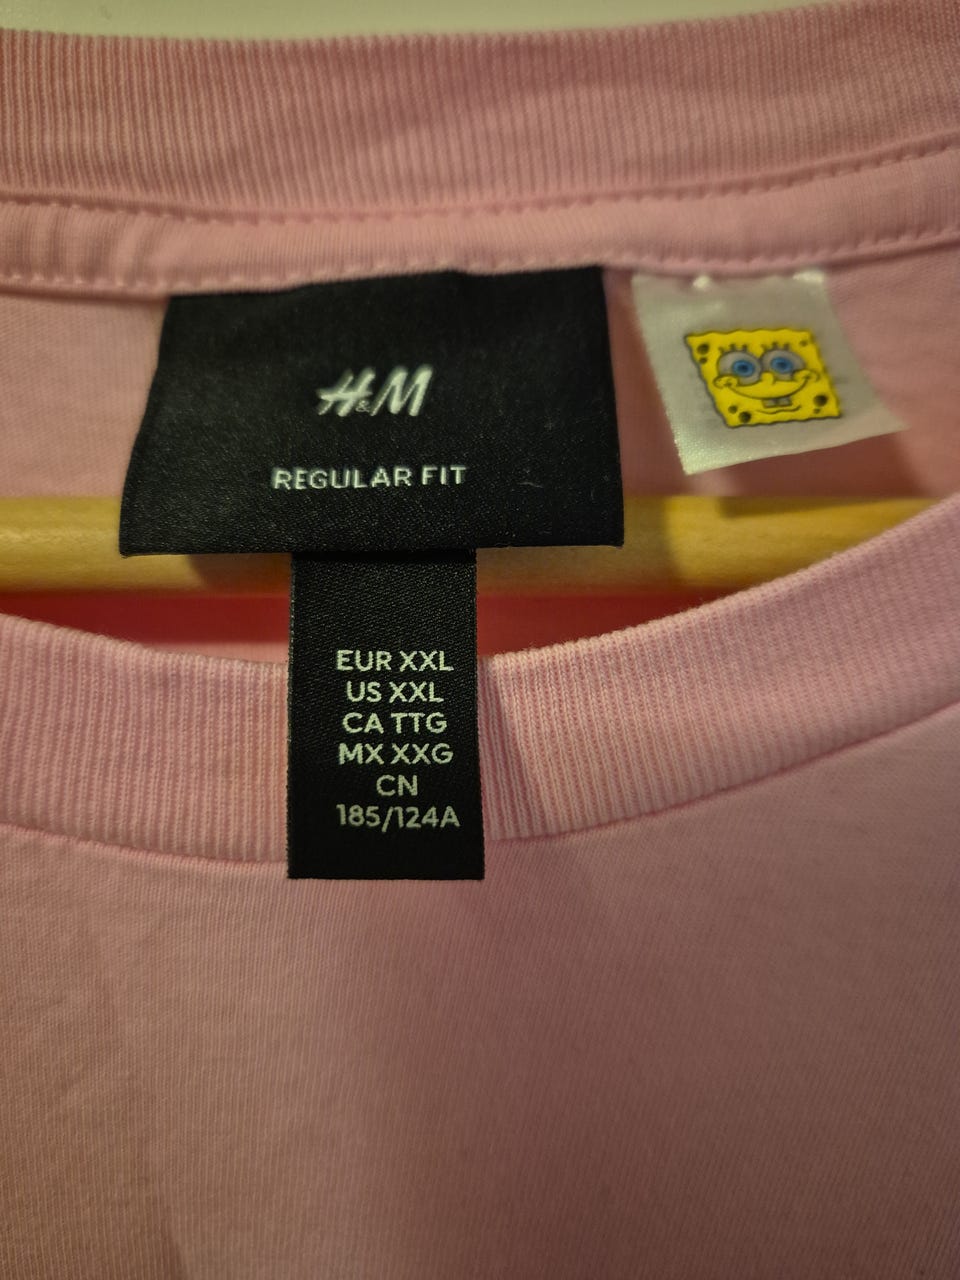 H&M
REGULAR FIT
EUR XXL
US XXL
CA TTG
MX XXG
CN
185/124A